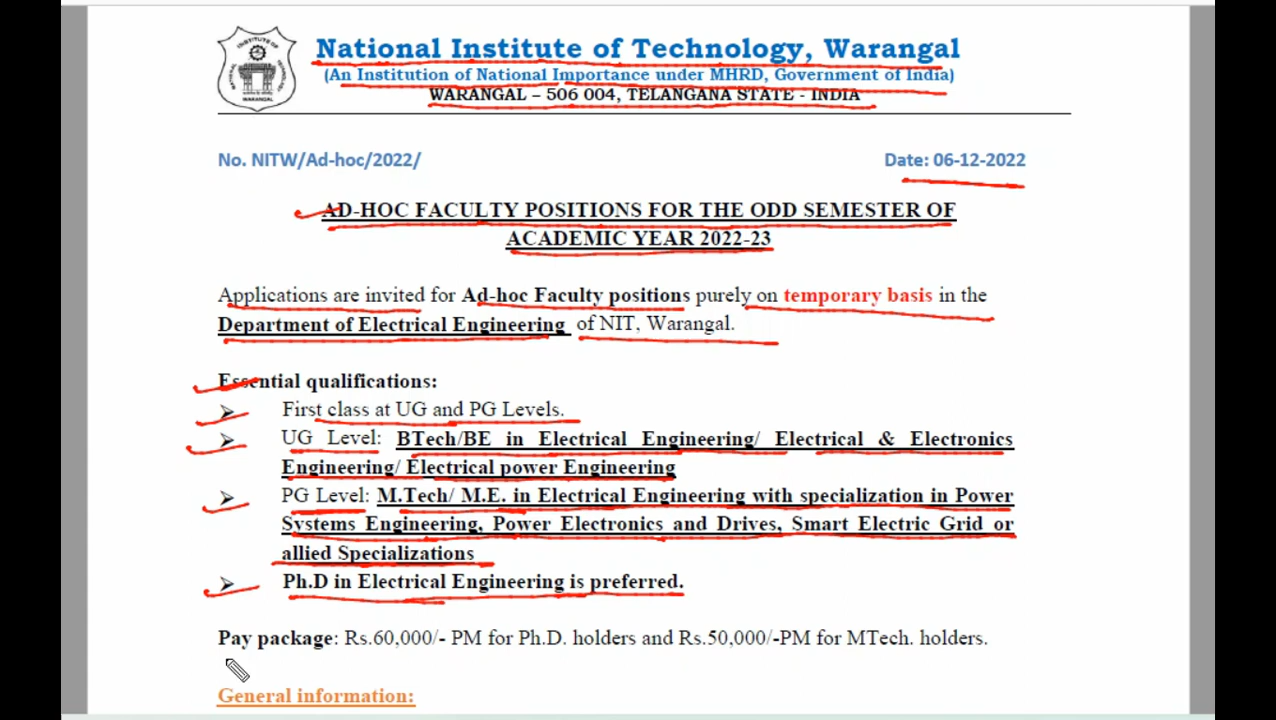 National Institute of Technology, Warangal
(An Institution of National Importance under MHRD, Government of India)
WARANGAL – 506 004, TELANGANA STATE - INDIA
WARANGAL
No. NITW/Ad-hoc/2022/ Date: 06-12-2022
AD-HOC FACULTY POSITIONS FOR THE ODD SEMESTER OF
ACADEMIC YEAR 2022-23
Applications are invited for Ad-hoc Faculty positions purely on temporary basis in the
Department of Electrical Engineering of NIT, Warangal.
Essential qualifications:
➢ First class at UG and PG Levels.
➢ UG Level: BTech/BE in Electrical Engineering/ Electrical & Electronics
Engineering/ Electrical power Engineering
➢ PG Level: M.Tech/ M.E. in Electrical Engineering with specialization in Power
Systems Engineering, Power Electronics and Drives, Smart Electric Grid or
allied Specializations
➢ Ph.D in Electrical Engineering is preferred.
Pay package: Rs.60,000/- PM for Ph.D. holders and Rs.50,000/-PM for MTech. holders.
General information: